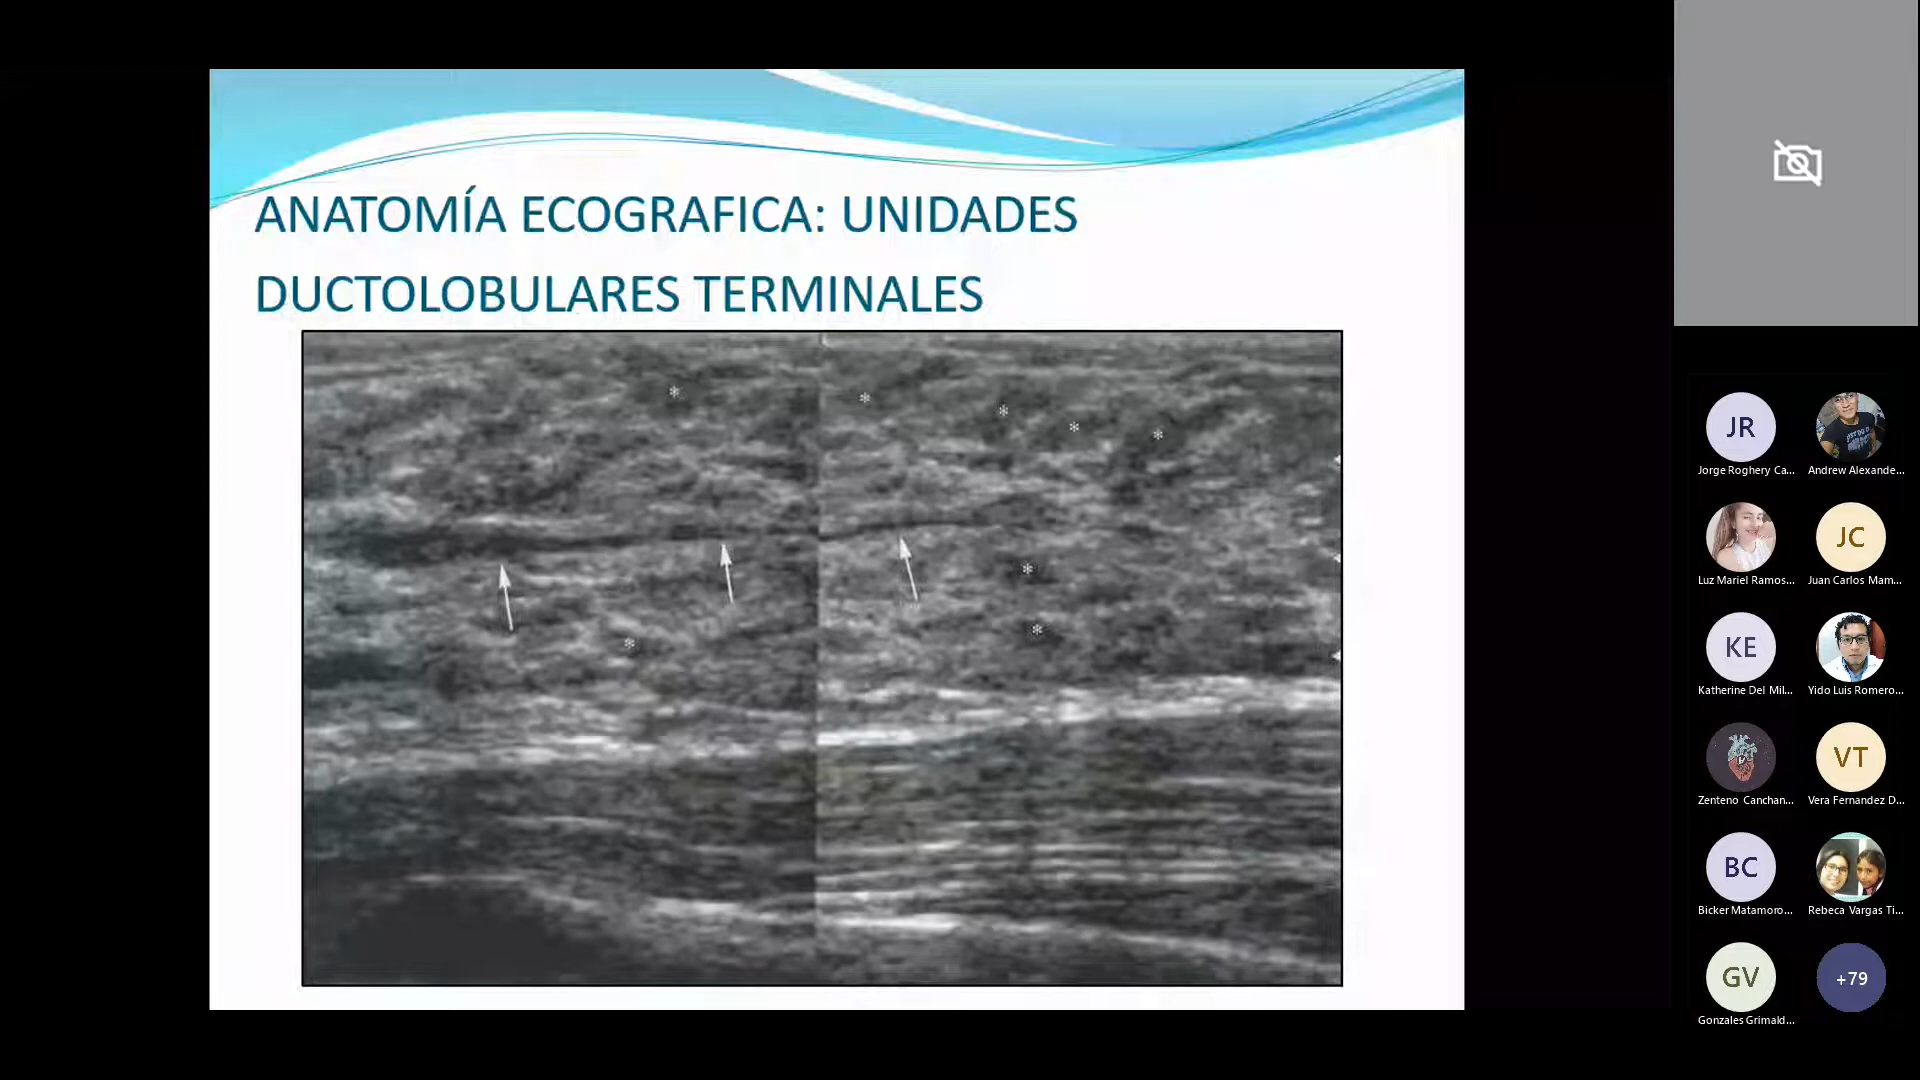 ANATOMÍA ECOGRAFICA: UNIDADES
DUCTOLOBULARES TERMINALES
JR
Jorge Roghery Ca...
Andrew Alexande...
Luz Mariel Ramos...
JC
Juan Carlos Mam...
KE
Katherine Del Mil...
Yido Luis Romero...
Zenteno Canchan...
VT
Vera Fernandez D...
BC
Bicker Matamoro...
Rebeca Vargas Ti...
GV
Gonzales Grimald...
+79